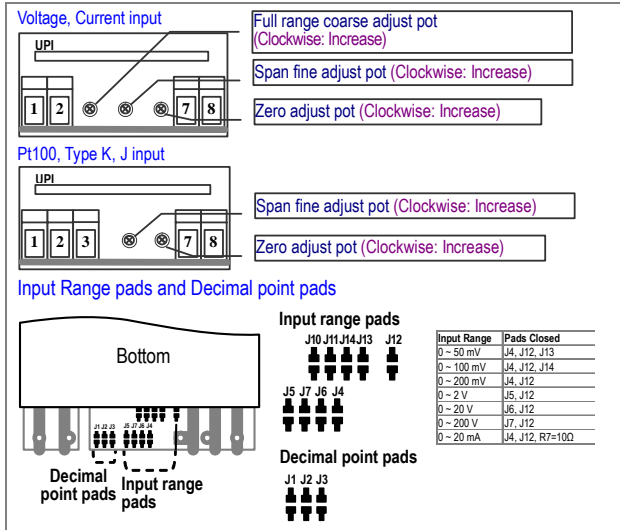 Voltage, Current input
Full range coarse adjust pot
(Clockwise: Increase)
UPI
Span fine adjust pot (Clockwise: Increase)
1 2 7 8
Zero adjust pot (Clockwise: Increase)
Pt100, Type K, J input
UPI
Span fine adjust pot (Clockwise: Increase)
1 2 3 7 8
Zero adjust pot (Clockwise: Increase)
Input Range pads and Decimal point pads
Bottom
J1 J2 J3 J5 J7 J6 J4
Decimal
point pads
Input range
pads
Input range pads
J10 J11 J14 J13 J12
J5 J7 J6 J4
Decimal point pads
J1 J2 J3
Input Range Pads Closed
0 ~ 50 mV J4, J12, J13
0 ~ 100 mV J4, J12, J14
0 ~ 200 mV J4, J12
0 ~ 2 V J5, J12
0 ~ 20 V J6, J12
0 ~ 200 V J7, J12
0 ~ 20 mA J4, J12, R7=10Ω